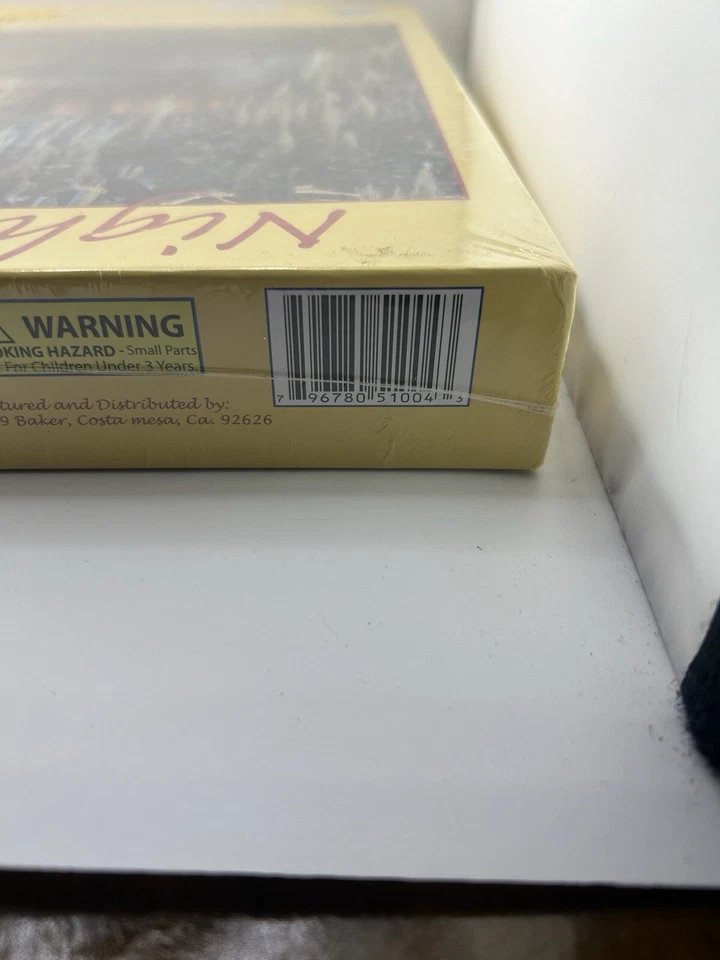 Nigh
WARNING
OKING HAZARD - Small Parts
For Children Under 3 Years.
7 96780 51004 3
tured and Distributed by:
9 Baker, Costa mesa, Ca. 92626